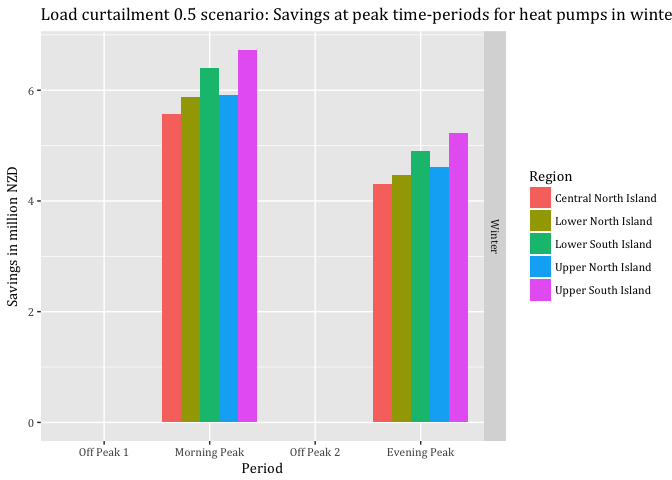 Load curtailment 0.5 scenario: Savings at peak time-periods for heat pumps in winte
Savings in million NZD
6
4
2
0
Off Peak 1
Morning Peak
Off Peak 2
Evening Peak
Period
Winter
Region
Central North Island
Lower North Island
Lower South Island
Upper North Island
Upper South Island